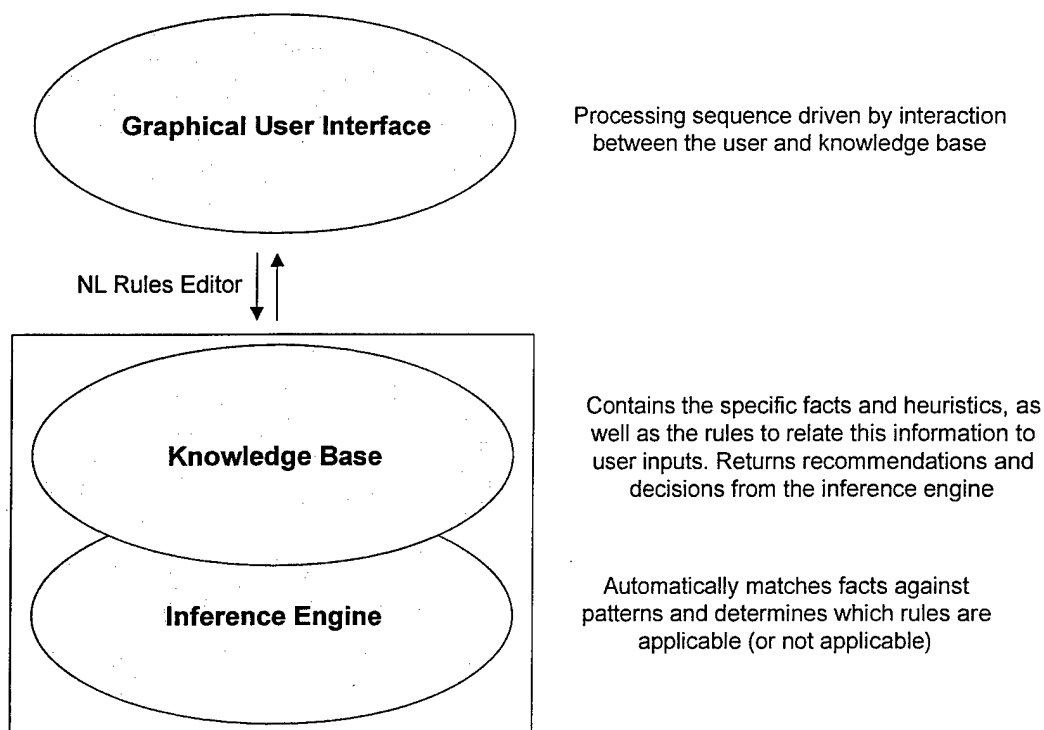 Graphical User Interface
Processing sequence driven by interaction
between the user and knowledge base
NL Rules Editor
Knowledge Base
Contains the specific facts and heuristics, as
well as the rules to relate this information to
user inputs. Returns recommendations and
decisions from the inference engine
Inference Engine
Automatically matches facts against
patterns and determines which rules are
applicable (or not applicable)